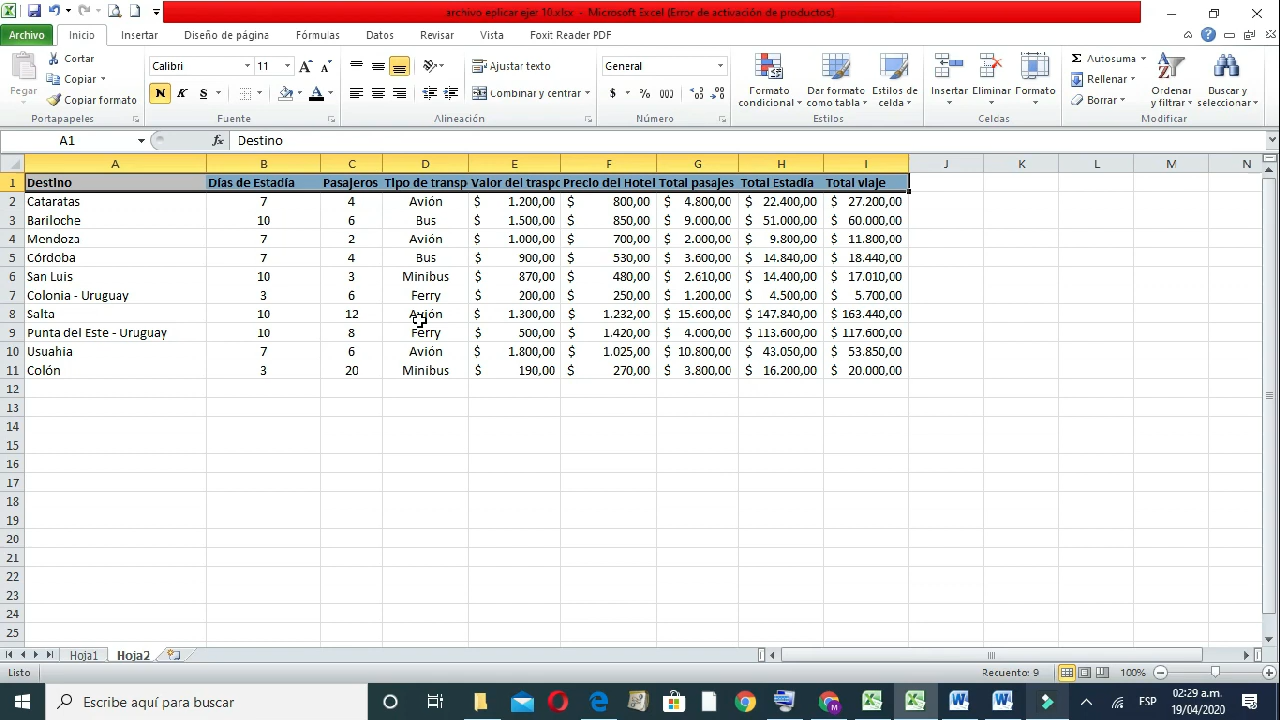 archivo aplicar ejer 10.xlsx - Microsoft Excel (Error de activación de productos)
Archivo Inicio Insertar Diseño de página Fórmulas Datos Revisar Vista Foxit Reader PDF
Pegar
Cortar
Copiar
Copiar formato
Portapapeles
Calibri 11
N K S
Fuente
Ajustar texto
Combinar y centrar
Alineación
General
$ % 000
Número
Formato condicional
Dar formato como tabla
Estilos de celda
Estilos
Insertar Eliminar Formato
Celdas
Autosuma
Rellenar
Borrar
Ordenar y filtrar
Buscar y seleccionar
Modificar
A1 fx Destino
A B C D E F G H I J K L M N
1 Destino Días de Estadía Pasajeros Tipo de transp Valor del traspo Precio del Hotel Total pasajes Total Estadía Total viaje
2 Cataratas 7 4 Avión $ 1.200,00 $ 800,00 $ 4.800,00 $ 22.400,00 $ 27.200,00
3 Bariloche 10 6 Bus $ 1.500,00 $ 850,00 $ 9.000,00 $ 51.000,00 $ 60.000,00
4 Mendoza 7 2 Avión $ 1.000,00 $ 700,00 $ 2.000,00 $ 9.800,00 $ 11.800,00
5 Córdoba 7 4 Bus $ 900,00 $ 530,00 $ 3.600,00 $ 14.840,00 $ 18.440,00
6 San Luis 10 3 Minibus $ 870,00 $ 480,00 $ 2.610,00 $ 14.400,00 $ 17.010,00
7 Colonia - Uruguay 3 6 Ferry $ 200,00 $ 250,00 $ 1.200,00 $ 4.500,00 $ 5.700,00
8 Salta 10 12 Avión $ 1.300,00 $ 1.232,00 $ 15.600,00 $ 147.840,00 $ 163.440,00
9 Punta del Este - Uruguay 10 8 Ferry $ 500,00 $ 1.420,00 $ 4.000,00 $ 113.600,00 $ 117.600,00
10 Usuahia 7 6 Avión $ 1.800,00 $ 1.025,00 $ 10.800,00 $ 43.050,00 $ 53.850,00
11 Colón 3 20 Minibus $ 190,00 $ 270,00 $ 3.800,00 $ 16.200,00 $ 20.000,00
12
13
14
15
16
17
18
19
20
21
22
23
24
25
Hoja1 Hoja2
Listo Recuento: 9 100%
Escribe aquí para buscar
ESP
02:29 a.m.
19/04/2020